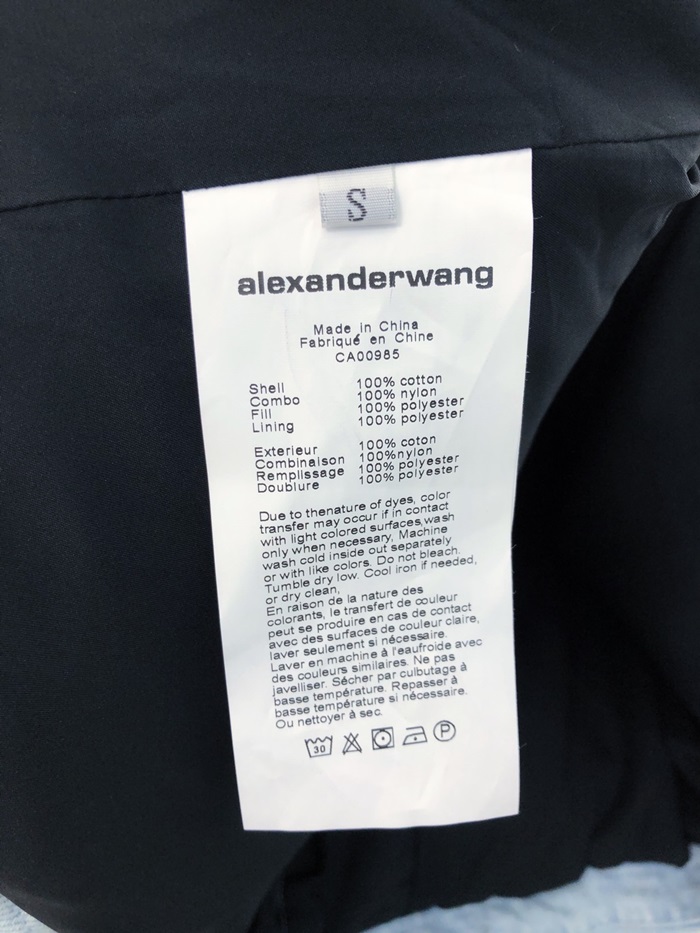 S
alexanderwang
Made in China
Fabriqué en Chine
CA00985
Shell 100% cotton
Combo 100% nylon
Fill 100% polyester
Lining 100% polyester
Exterieur 100% coton
Combinaison 100%nylon
Remplissage 100% polyester
Doublure 100% polyester
Due to thenature of dyes, color
transfer may occur if in contact
with light colored surfaces,wash
only when necessary, Machine
wash cold inside out separately
or with like colors. Do not bleach.
Tumble dry low. Cool iron if needed,
or dry clean,
En raison de la nature des
colorants, le transfert de couleur
peut se produire en cas de contact
avec des surfaces de couleur claire,
laver seulement si nécessaire.
Laver en machine à l'eaufroide avec
des couleurs similaires. Ne pas
javelliser. Sécher par culbutage à
basse température. Repasser à
basse température si nécessaire.
Ou nettoyer à sec.
30 P